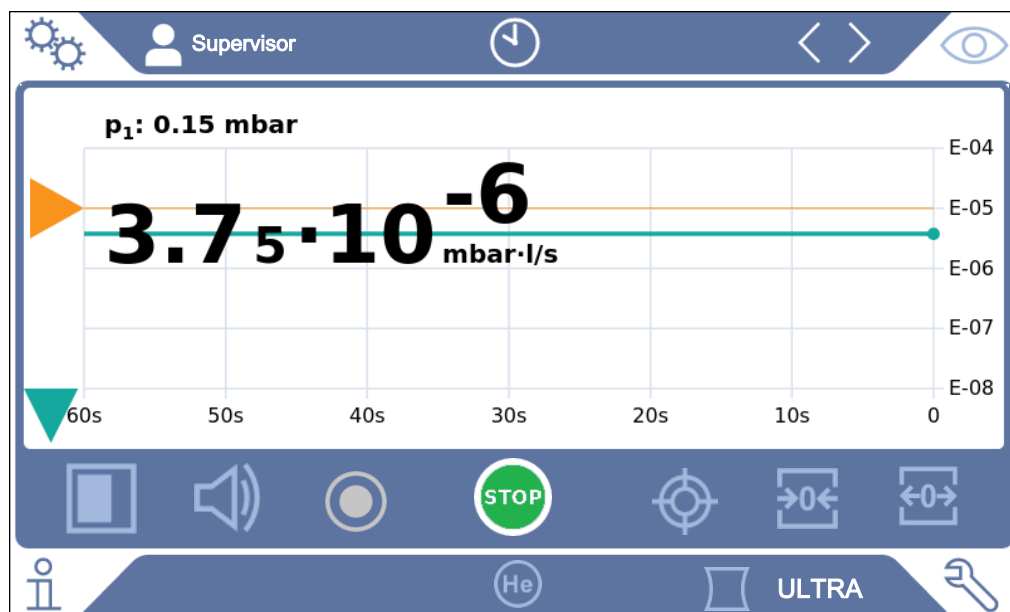 Supervisor
p₁: 0.15 mbar
E-04
3.75·10⁻⁶ mbar·l/s
E-05
E-06
E-07
E-08
60s 50s 40s 30s 20s 10s 0
STOP
→0←
←0→
He
ULTRA